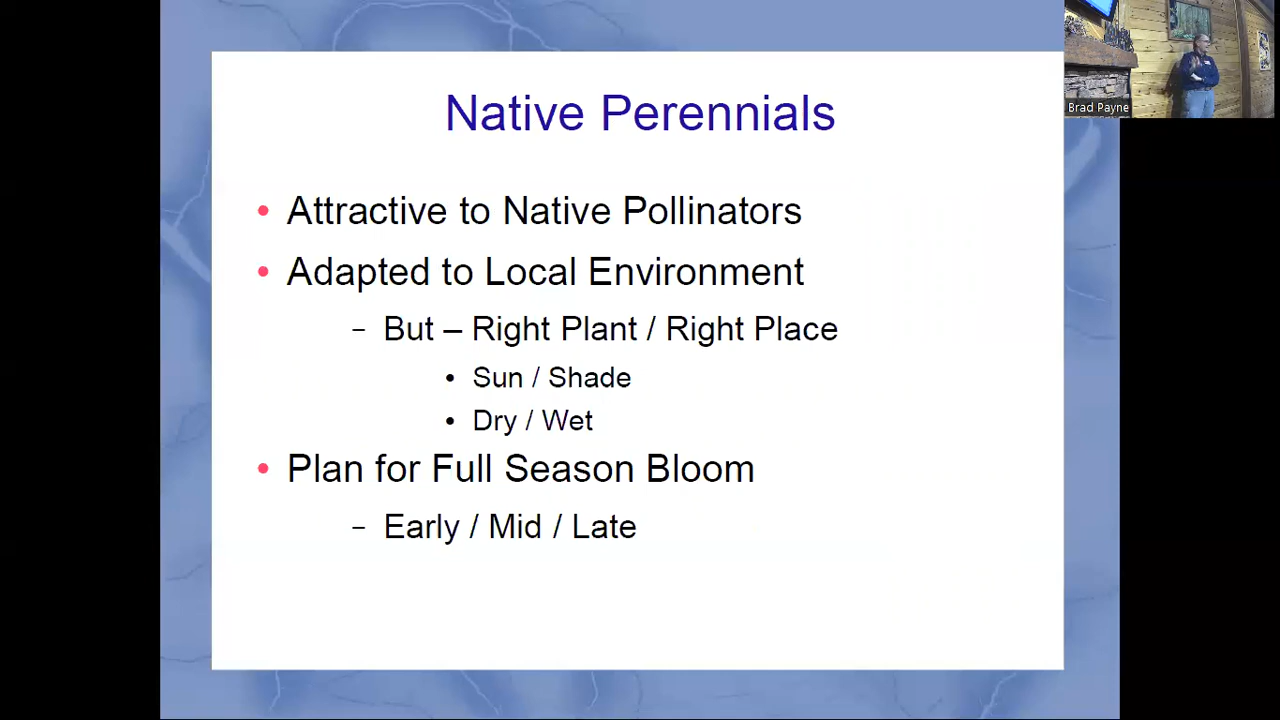 Native Perennials
• Attractive to Native Pollinators
• Adapted to Local Environment
– But – Right Plant / Right Place
• Sun / Shade
• Dry / Wet
• Plan for Full Season Bloom
– Early / Mid / Late
Brad Payne